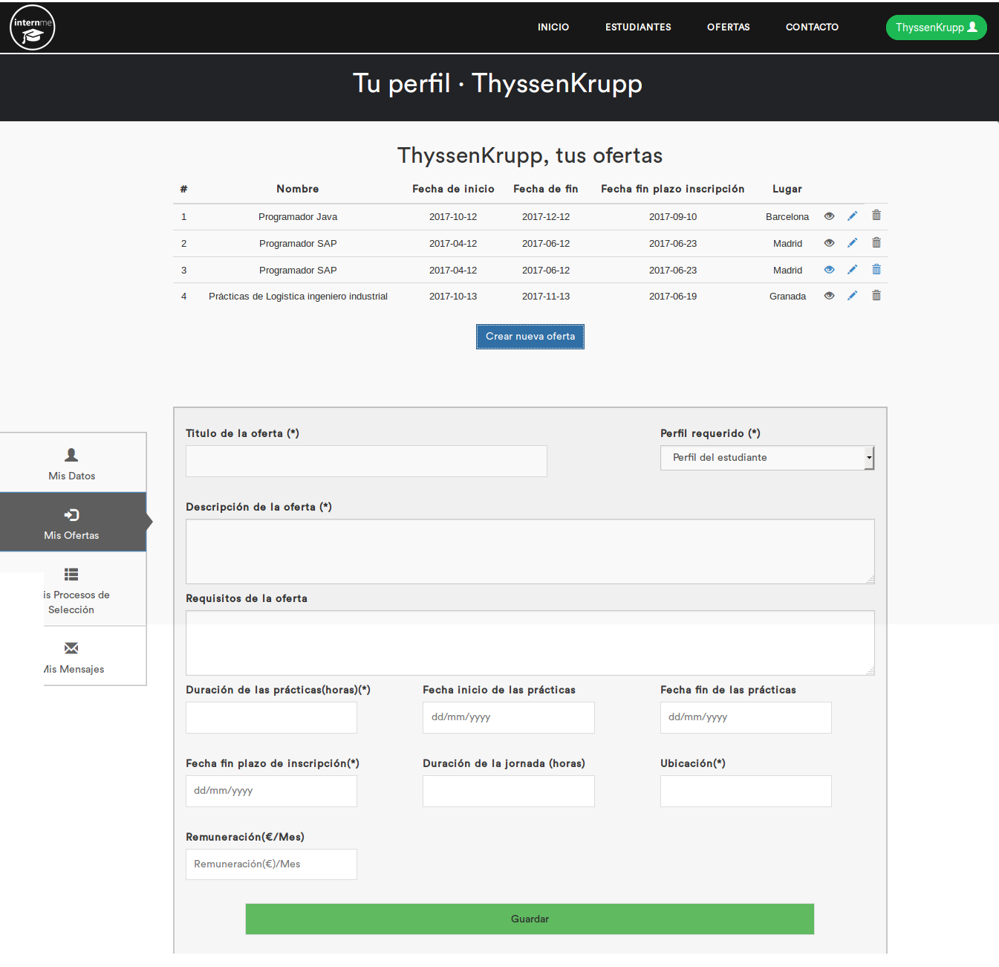 internme
INICIO ESTUDIANTES OFERTAS CONTACTO ThyssenKrupp
Tu perfil · ThyssenKrupp
ThyssenKrupp, tus ofertas
# Nombre Fecha de inicio Fecha de fin Fecha fin plazo inscripción Lugar
1 Programador Java 2017-10-12 2017-12-12 2017-09-10 Barcelona
2 Programador SAP 2017-04-12 2017-06-12 2017-06-23 Madrid
3 Programador SAP 2017-04-12 2017-06-12 2017-06-23 Madrid
4 Prácticas de Logistica ingeniero industrial 2017-10-13 2017-11-13 2017-06-19 Granada
Crear nueva oferta
Mis Datos
Mis Ofertas
is Procesos de
Selección
Mis Mensajes
Titulo de la oferta (*) Perfil requerido (*)
Perfil del estudiante
Descripción de la oferta (*)
Requisitos de la oferta
Duración de las prácticas(horas)(*) Fecha inicio de las prácticas Fecha fin de las prácticas
dd/mm/yyyy dd/mm/yyyy
Fecha fin plazo de inscripción(*) Duración de la jornada (horas) Ubicación(*)
dd/mm/yyyy
Remuneración(€/Mes)
Remuneración(€)/Mes
Guardar